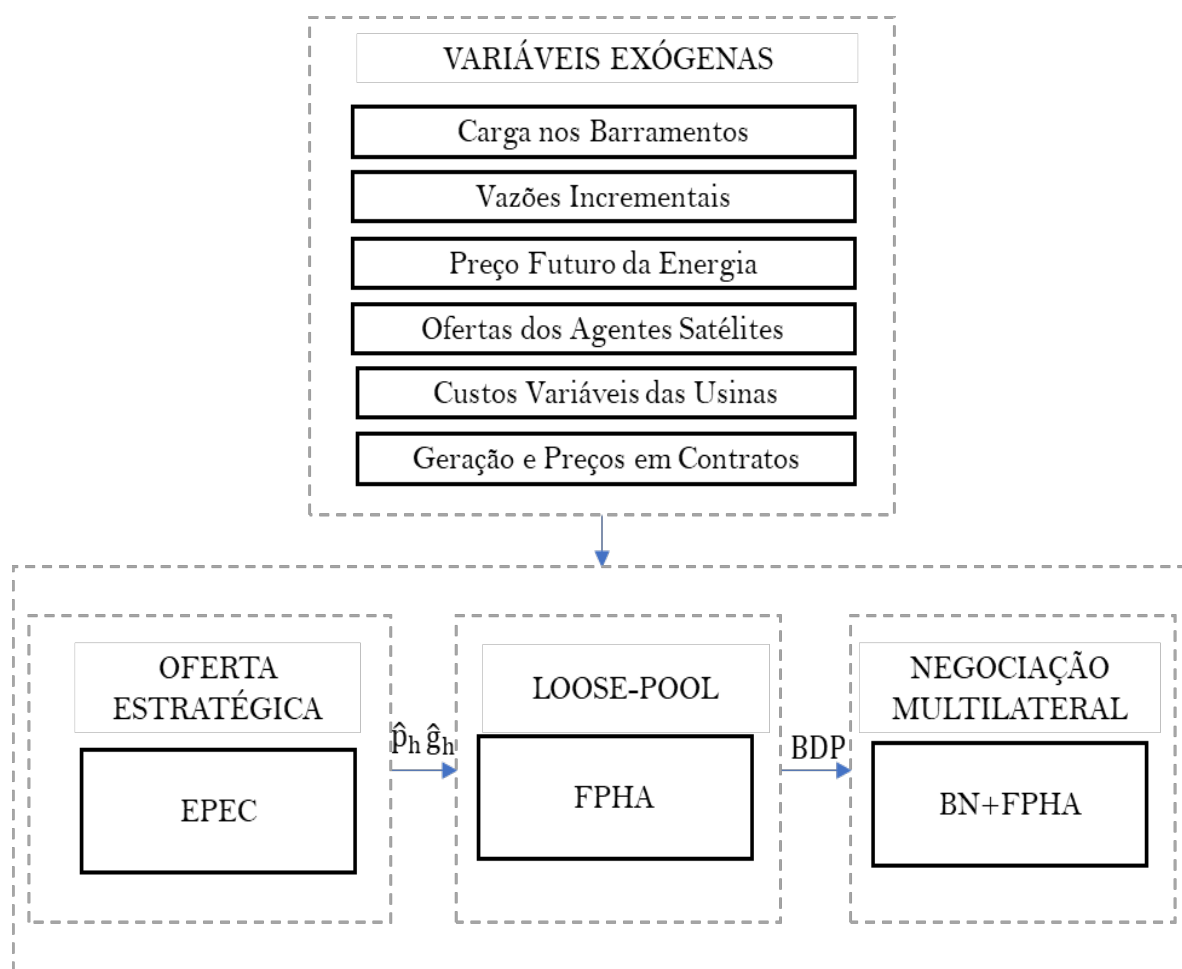 VARIÁVEIS EXÓGENAS
Carga nos Barramentos
Vazões Incrementais
Preço Futuro da Energia
Ofertas dos Agentes Satélites
Custos Variáveis das Usinas
Geração e Preços em Contratos
OFERTA
ESTRATÉGICA
EPEC
p̂ₕ ĝₕ
LOOSE-POOL
FPHA
BDP
NEGOCIAÇÃO
MULTILATERAL
BN+FPHA